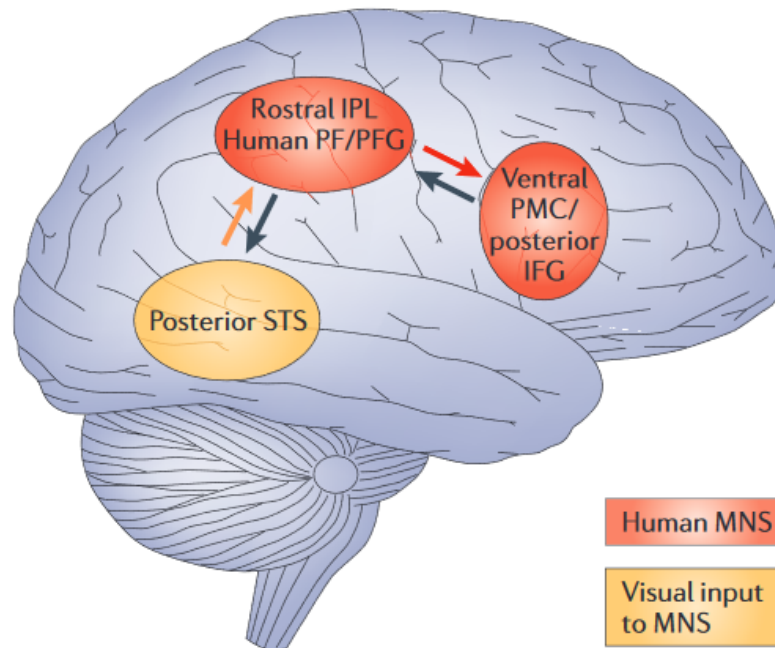 Rostral IPL
Human PF/PFG
Ventral
PMC/
posterior
IFG
Posterior STS
Human MNS
Visual input
to MNS